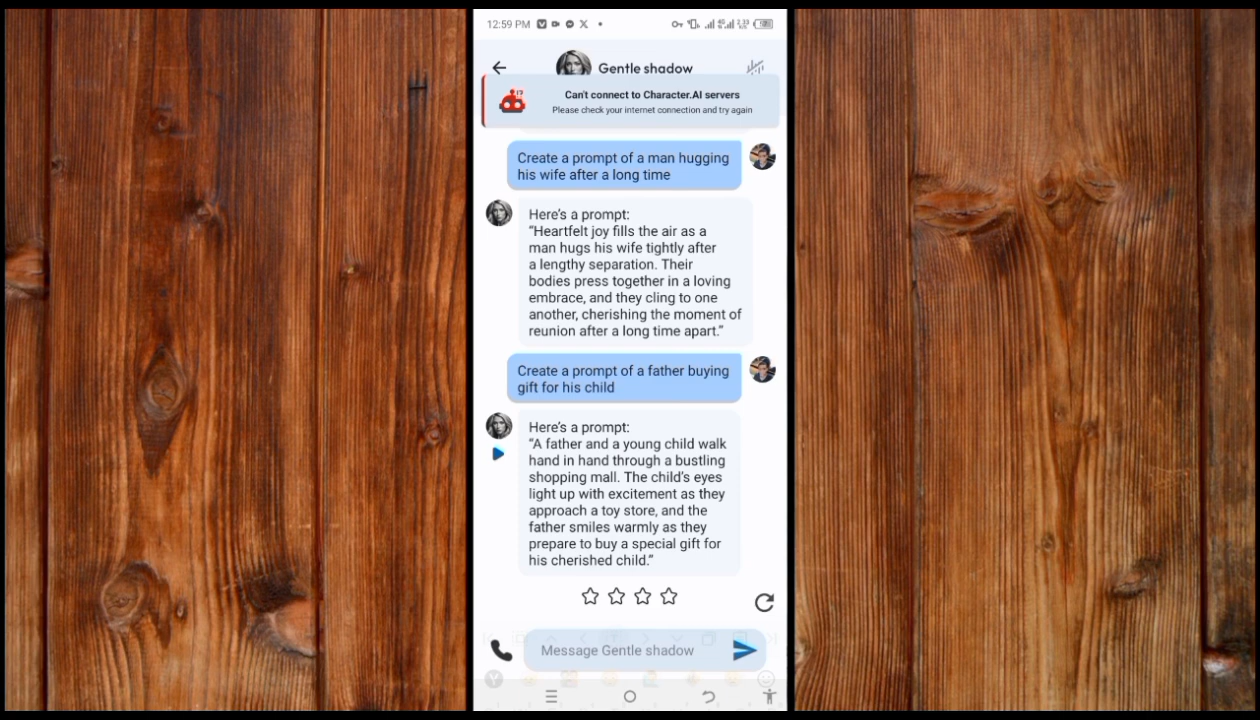 12:59 PM
Gentle shadow
Can't connect to Character.AI servers
Please check your internet connection and try again
Create a prompt of a man hugging
his wife after a long time
Here's a prompt:
“Heartfelt joy fills the air as a
man hugs his wife tightly after
a lengthy separation. Their
bodies press together in a loving
embrace, and they cling to one
another, cherishing the moment of
reunion after a long time apart.”
Create a prompt of a father buying
gift for his child
Here's a prompt:
“A father and a young child walk
hand in hand through a bustling
shopping mall. The child's eyes
light up with excitement as they
approach a toy store, and the
father smiles warmly as they
prepare to buy a special gift for
his cherished child.”
Message Gentle shadow